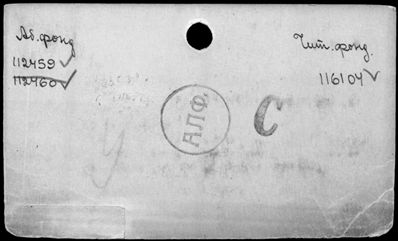 Аб. фонд
112459
112460
Чит. фонд.
116104
АЛФ.
С